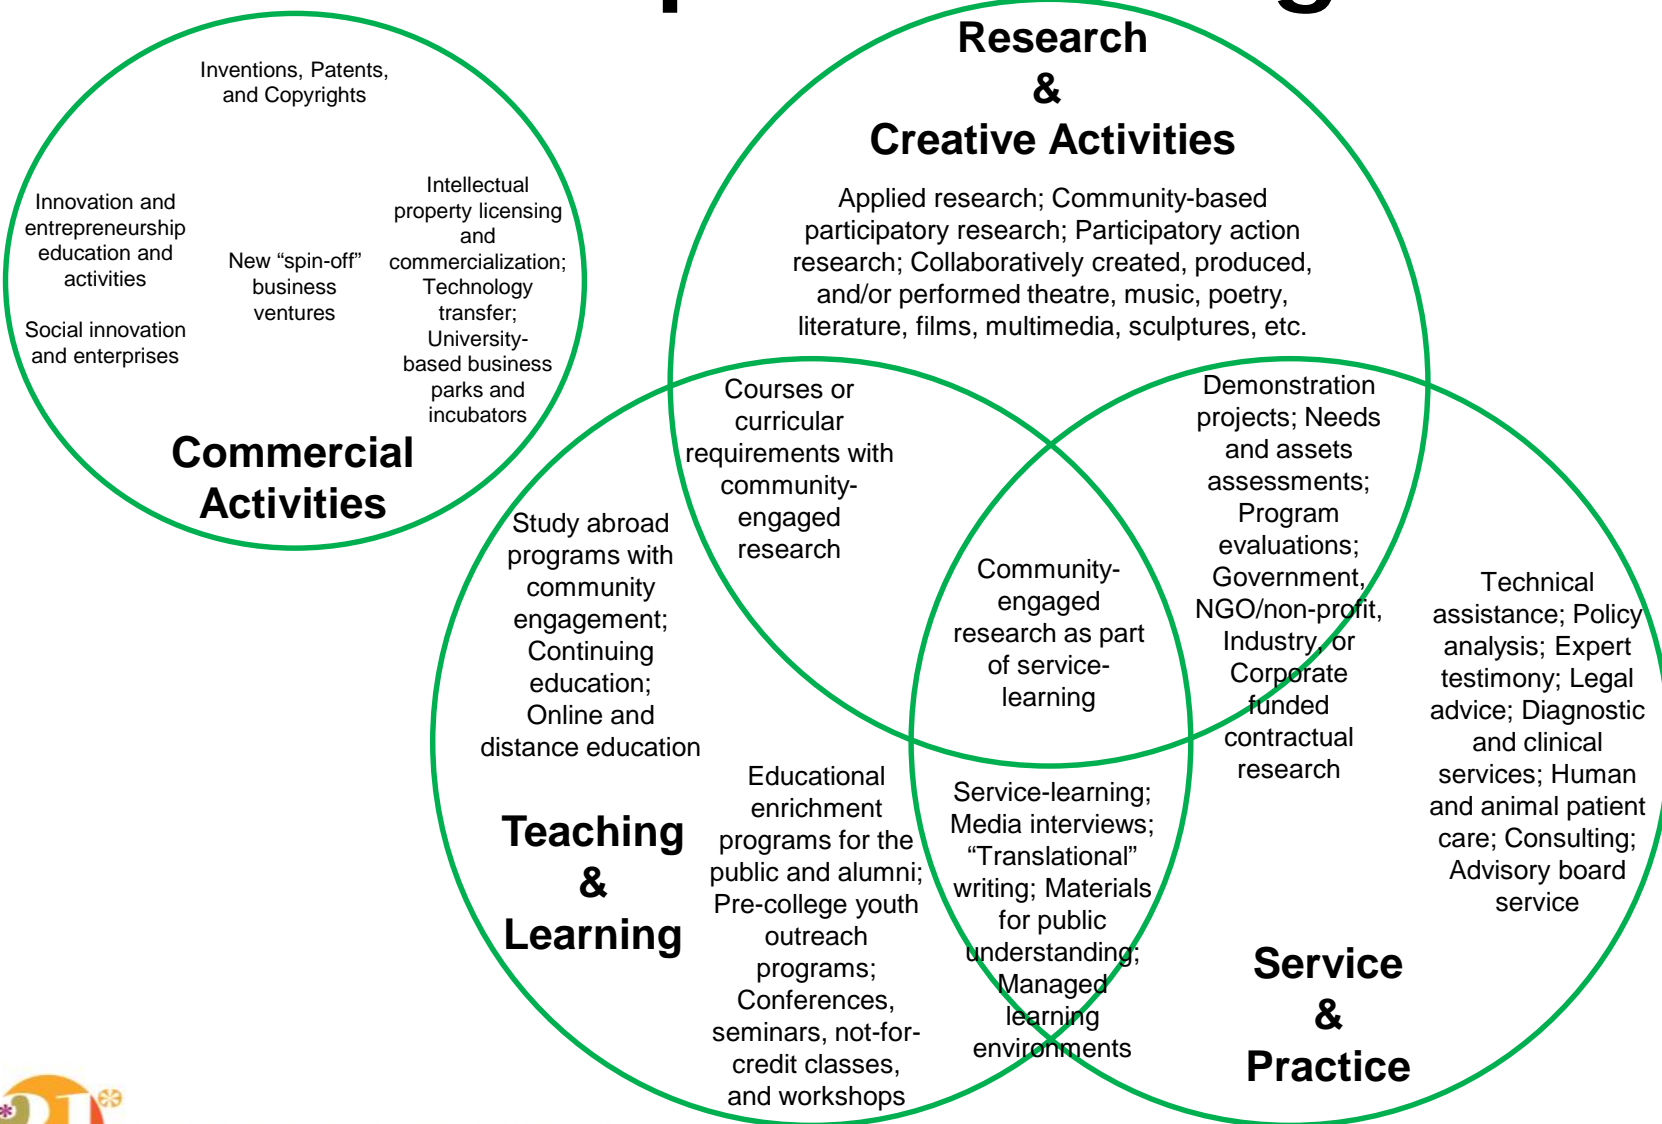 Inventions, Patents,
and Copyrights
Innovation and
entrepreneurship
education and
activities
Social innovation
and enterprises
New “spin-off”
business
ventures
Intellectual
property licensing
and
commercialization;
Technology
transfer;
University-
based business
parks and
incubators
Commercial
Activities
Research
&
Creative Activities
Applied research; Community-based
participatory research; Participatory action
research; Collaboratively created, produced,
and/or performed theatre, music, poetry,
literature, films, multimedia, sculptures, etc.
Courses or
curricular
requirements with
community-
engaged
research
Demonstration
projects; Needs
and assets
assessments;
Program
evaluations;
Government,
NGO/non-profit,
Industry, or
Corporate
funded
contractual
research
Community-
engaged
research as part
of service-
learning
Study abroad
programs with
community
engagement;
Continuing
education;
Online and
distance education
Teaching
&
Learning
Educational
enrichment
programs for the
public and alumni;
Pre-college youth
outreach
programs;
Conferences,
seminars, not-for-
credit classes,
and workshops
Service-learning;
Media interviews;
“Translational”
writing; Materials
for public
understanding;
Managed
learning
environments
Technical
assistance; Policy
analysis; Expert
testimony; Legal
advice; Diagnostic
and clinical
services; Human
and animal patient
care; Consulting;
Advisory board
service
Service
&
Practice